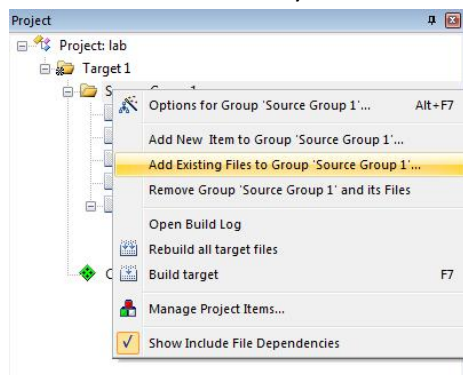 Project
Project: lab
Target 1
Options for Group 'Source Group 1'... Alt+F7
Add New Item to Group 'Source Group 1'...
Add Existing Files to Group 'Source Group 1'...
Remove Group 'Source Group 1' and its Files
Open Build Log
Rebuild all target files
Build target F7
Manage Project Items...
Show Include File Dependencies